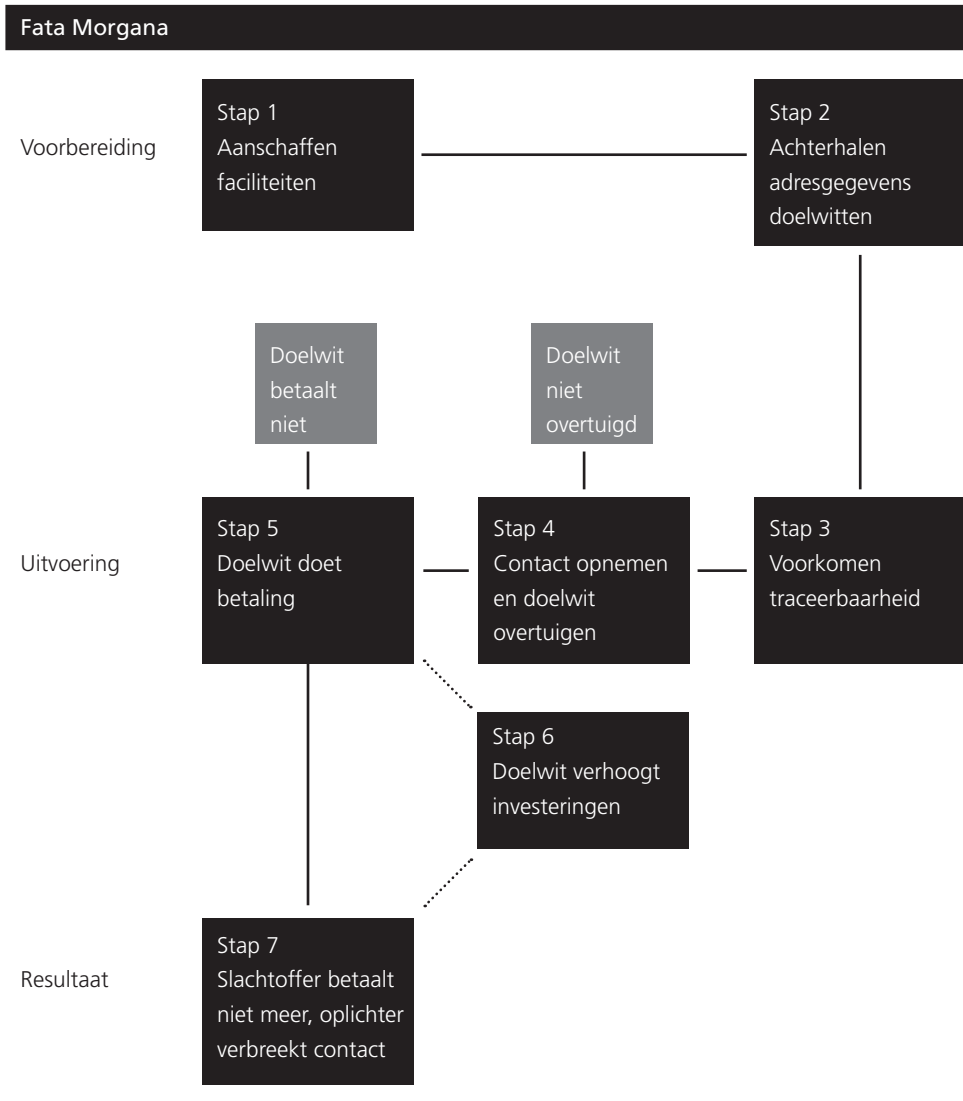 Fata Morgana
Voorbereiding
Stap 1
Aanschaffen
faciliteiten
Stap 2
Achterhalen
adresgegevens
doelwitten
Doelwit
betaalt
niet
Doelwit
niet
overtuigd
Uitvoering
Stap 5
Doelwit doet
betaling
Stap 4
Contact opnemen
en doelwit
overtuigen
Stap 3
Voorkomen
traceerbaarheid
Stap 6
Doelwit verhoogt
investeringen
Resultaat
Stap 7
Slachtoffer betaalt
niet meer, oplichter
verbreekt contact